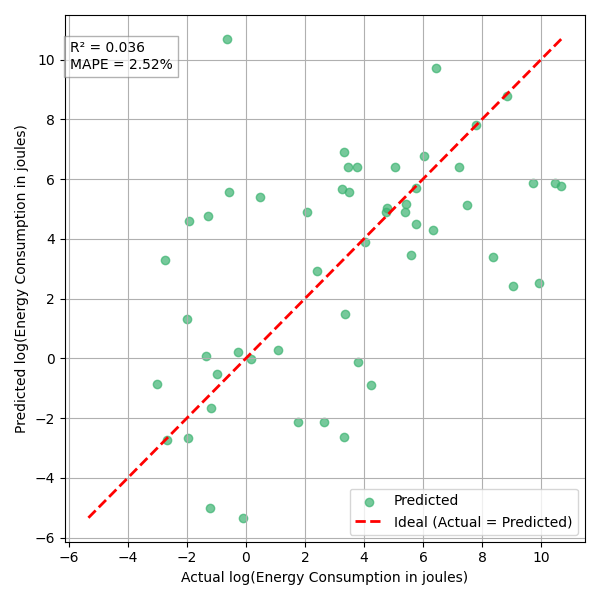 R² = 0.036
MAPE = 2.52%
Predicted log(Energy Consumption in joules)
10
8
6
4
2
0
−2
−4
−6
Predicted
Ideal (Actual = Predicted)
−6 −4 −2 0 2 4 6 8 10
Actual log(Energy Consumption in joules)